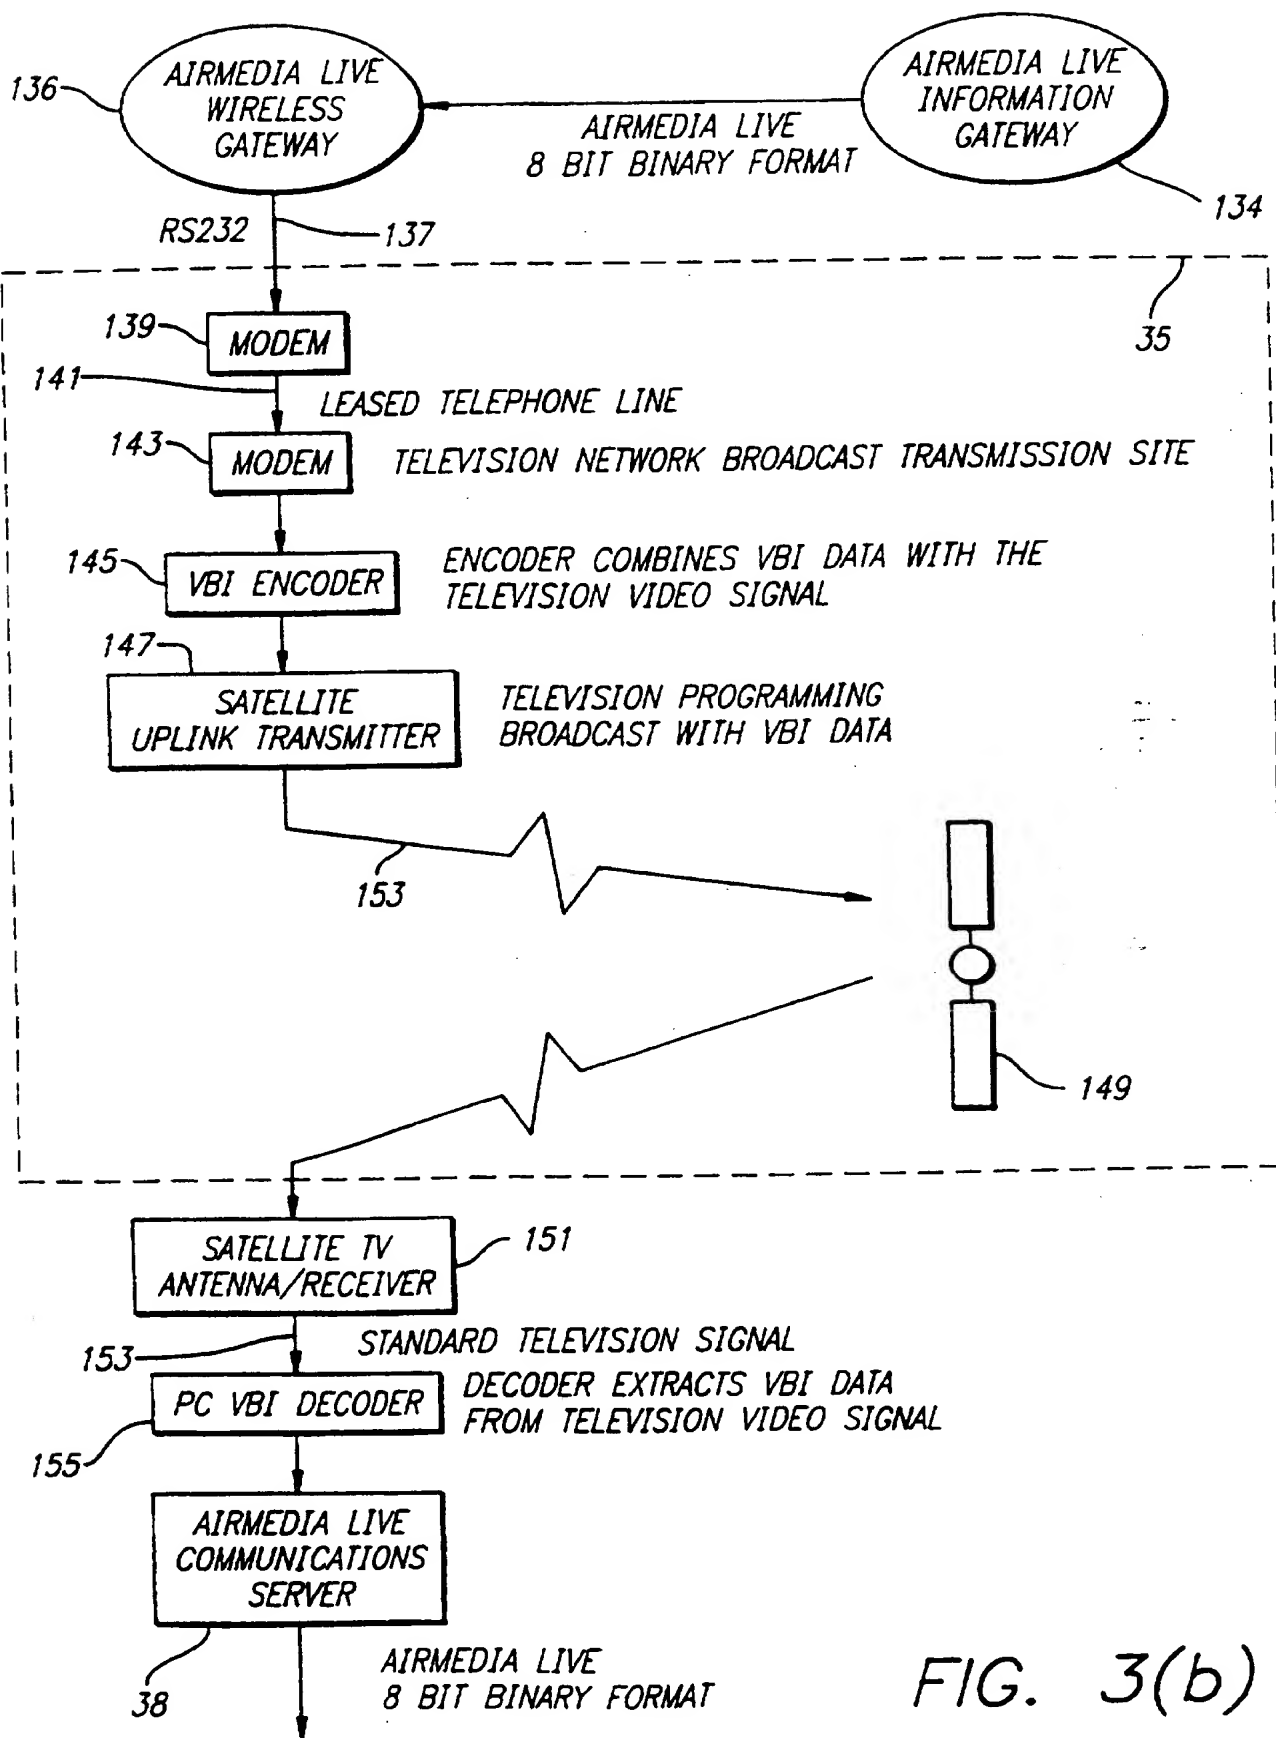 AIRMEDIA LIVE
WIRELESS
GATEWAY
136
AIRMEDIA LIVE
INFORMATION
GATEWAY
134
AIRMEDIA LIVE
8 BIT BINARY FORMAT
RS232
137
35
139
MODEM
141
LEASED TELEPHONE LINE
143
MODEM
TELEVISION NETWORK BROADCAST TRANSMISSION SITE
145
VBI ENCODER
ENCODER COMBINES VBI DATA WITH THE
TELEVISION VIDEO SIGNAL
147
SATELLITE
UPLINK TRANSMITTER
TELEVISION PROGRAMMING
BROADCAST WITH VBI DATA
153
149
SATELLITE TV
ANTENNA/RECEIVER
151
153
STANDARD TELEVISION SIGNAL
PC VBI DECODER
DECODER EXTRACTS VBI DATA
FROM TELEVISION VIDEO SIGNAL
155
AIRMEDIA LIVE
COMMUNICATIONS
SERVER
38
AIRMEDIA LIVE
8 BIT BINARY FORMAT
FIG. 3(b)